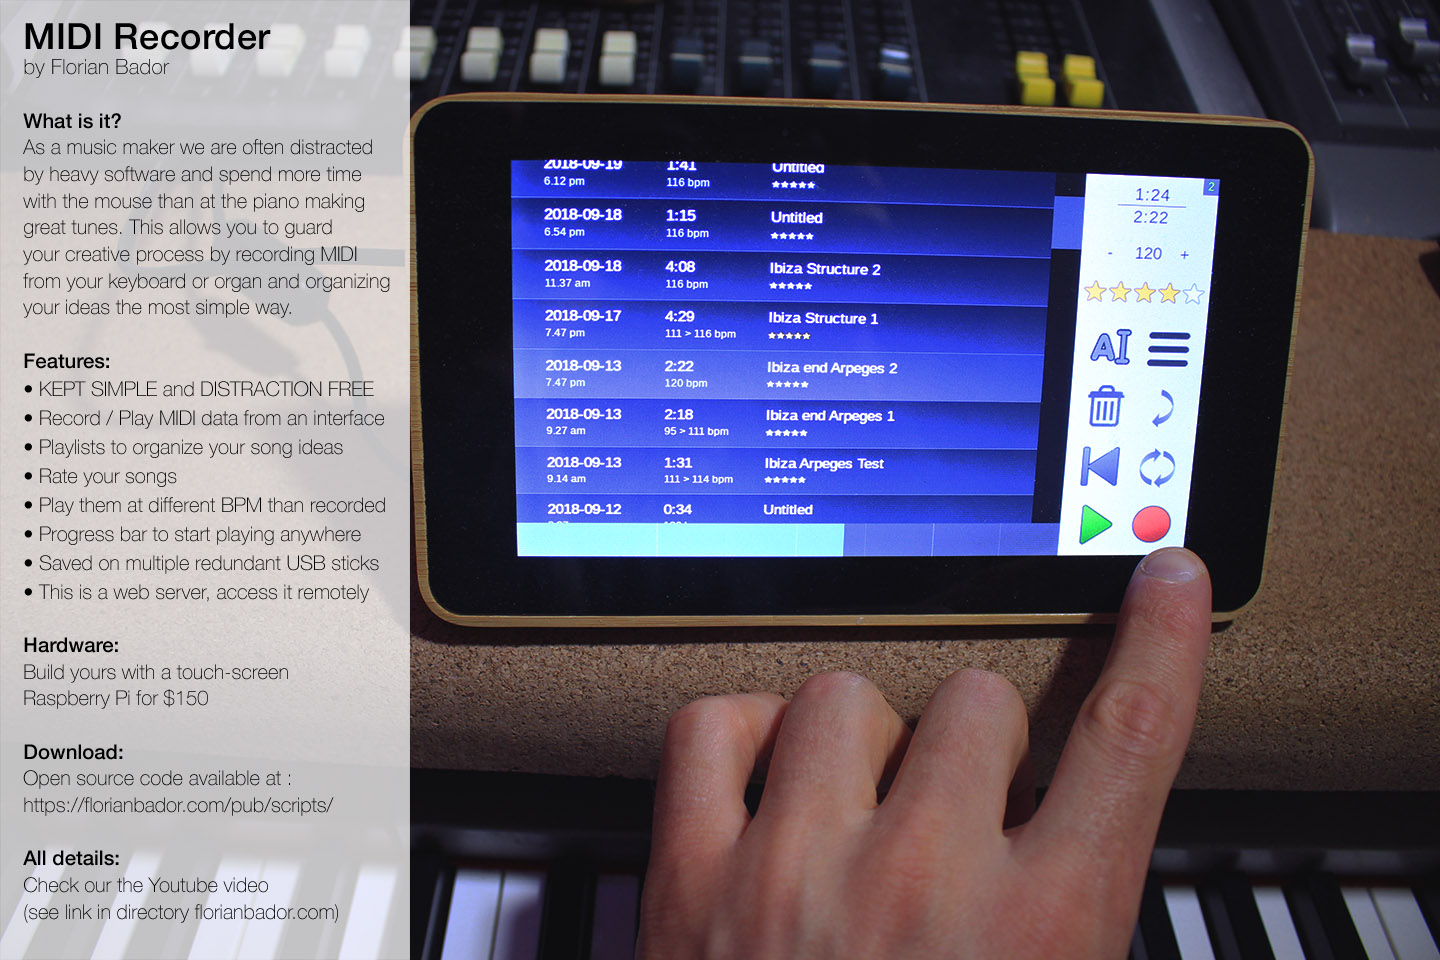 MIDI Recorder
by Florian Bador
What is it?
As a music maker we are often distracted
by heavy software and spend more time
with the mouse than at the piano making
great tunes. This allows you to guard
your creative process by recording MIDI
from your keyboard or organ and organizing
your ideas the most simple way.
Features:
• KEPT SIMPLE and DISTRACTION FREE
• Record / Play MIDI data from an interface
• Playlists to organize your song ideas
• Rate your songs
• Play them at different BPM than recorded
• Progress bar to start playing anywhere
• Saved on multiple redundant USB sticks
• This is a web server, access it remotely
Hardware:
Build yours with a touch-screen
Raspberry Pi for $150
Download:
Open source code available at :
https://florianbador.com/pub/scripts/
All details:
Check our the Youtube video
(see link in directory florianbador.com)
2018-09-19 1:41 Untitled
6.12 pm 116 bpm ★★★★★
2018-09-18 1:15 Untitled
6.54 pm 116 bpm ★★★★★
2018-09-18 4:08 Ibiza Structure 2
11.37 am 116 bpm ★★★★★
2018-09-17 4:29 Ibiza Structure 1
7.47 pm 111 > 116 bpm ★★★★★
2018-09-13 2:22 Ibiza end Arpeges 2
7.47 pm 120 bpm ★★★★★
2018-09-13 2:18 Ibiza end Arpeges 1
9.27 am 95 > 111 bpm ★★★★★
2018-09-13 1:31 Ibiza Arpeges Test
9.14 am 111 > 114 bpm ★★★★★
2018-09-12 0:34 Untitled
2
1:24
2:22
- 120 +
AI